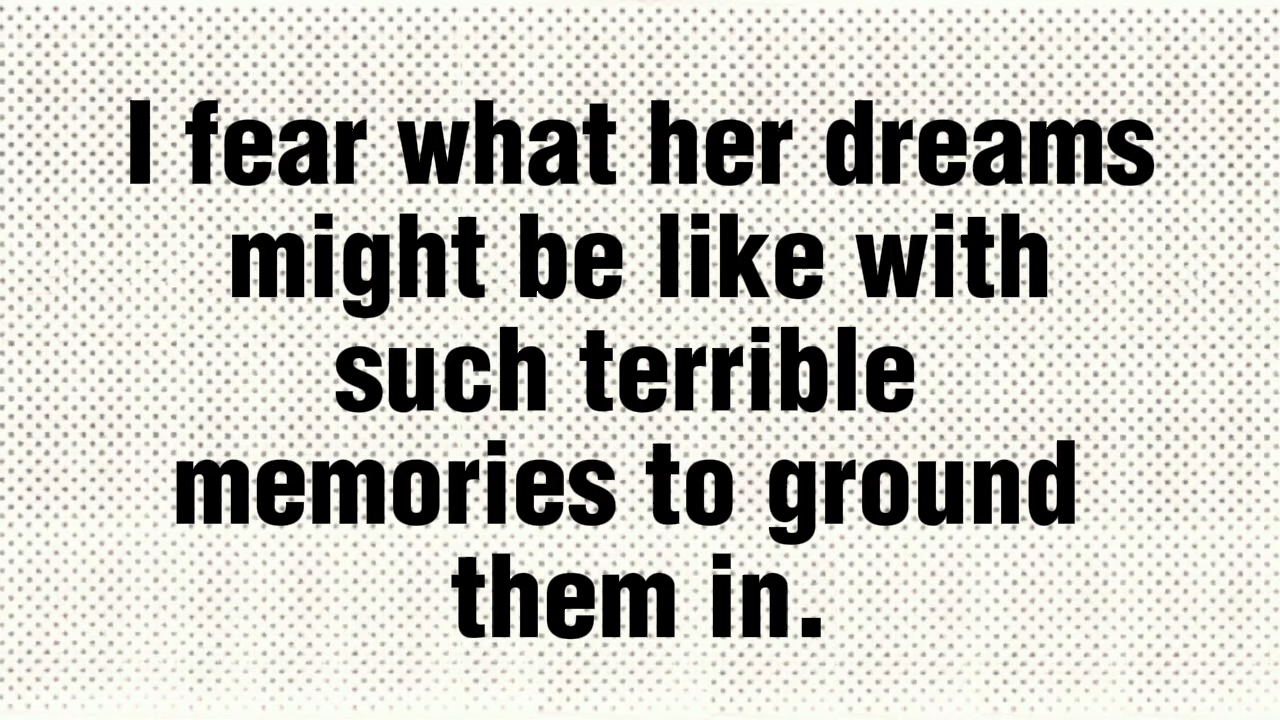 I fear what her dreams
might be like with
such terrible
memories to ground
them in.